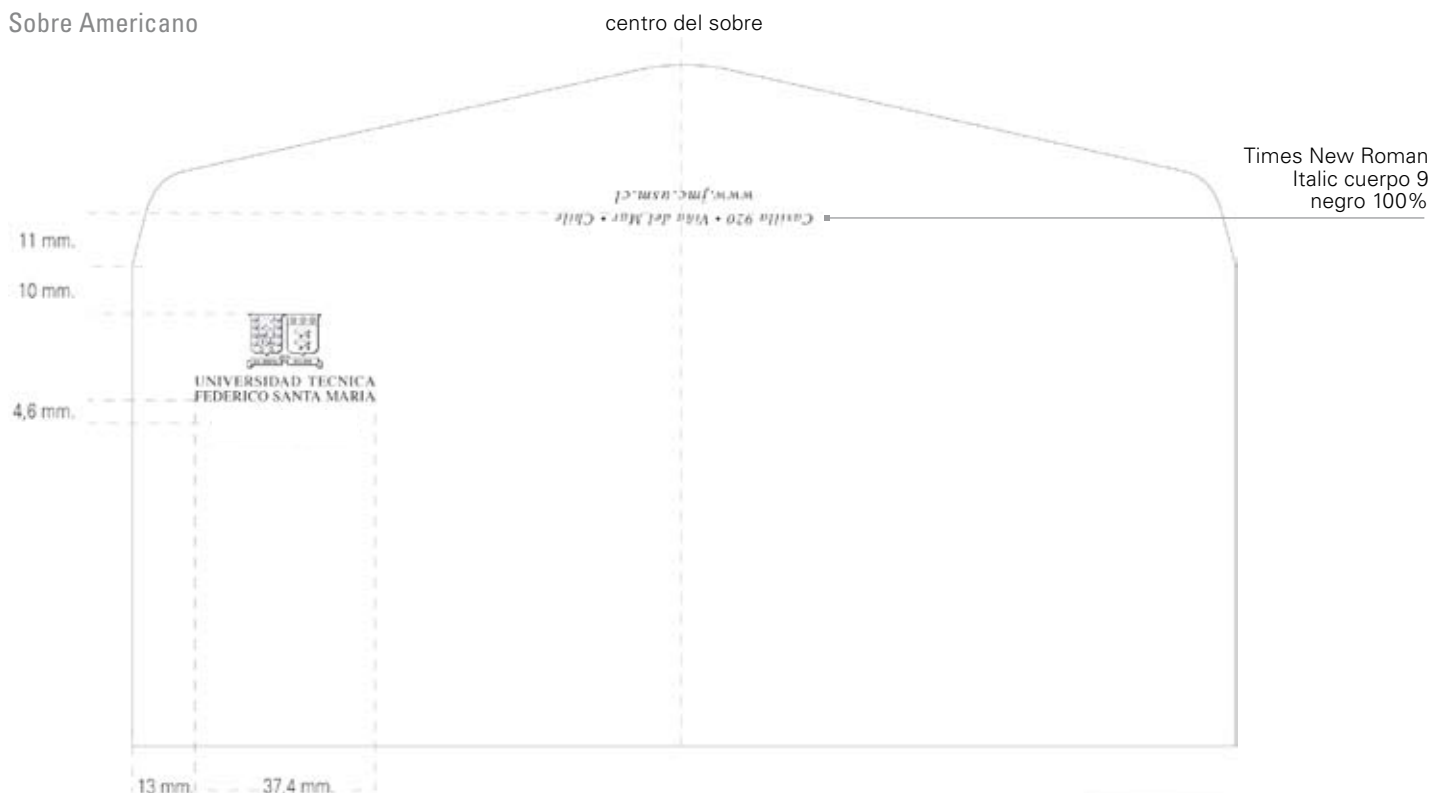 Sobre Americano
centro del sobre
Times New Roman
Italic cuerpo 9
negro 100%
Casilla 920 • Viña del Mar • Chile
www.jmc.usm.cl
11 mm.
10 mm.
UNIVERSIDAD TECNICA
FEDERICO SANTA MARIA
4,6 mm.
13 mm.
37.4 mm.